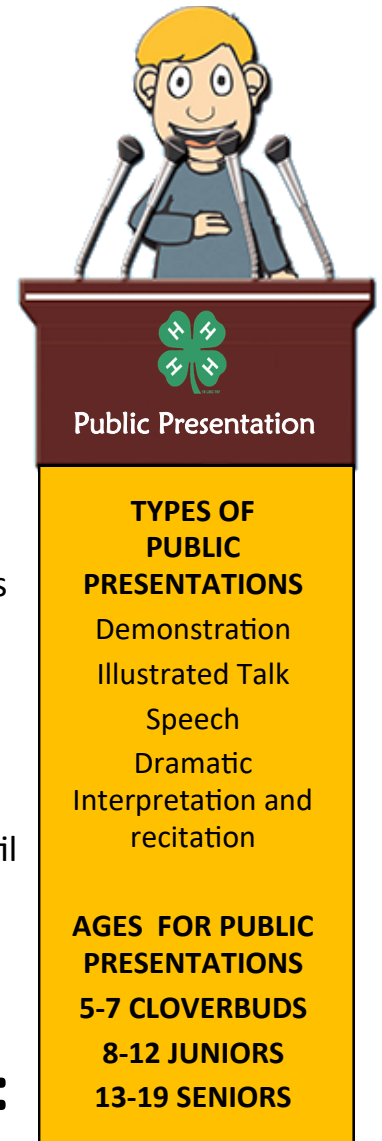 H H
H H
Public Presentation
TYPES OF
PUBLIC
PRESENTATIONS
s
Demonstration
Illustrated Talk
Speech
Dramatic
Interpretation and
recitation
il
AGES FOR PUBLIC
PRESENTATIONS
5-7 CLOVERBUDS
8-12 JUNIORS
:
13-19 SENIORS